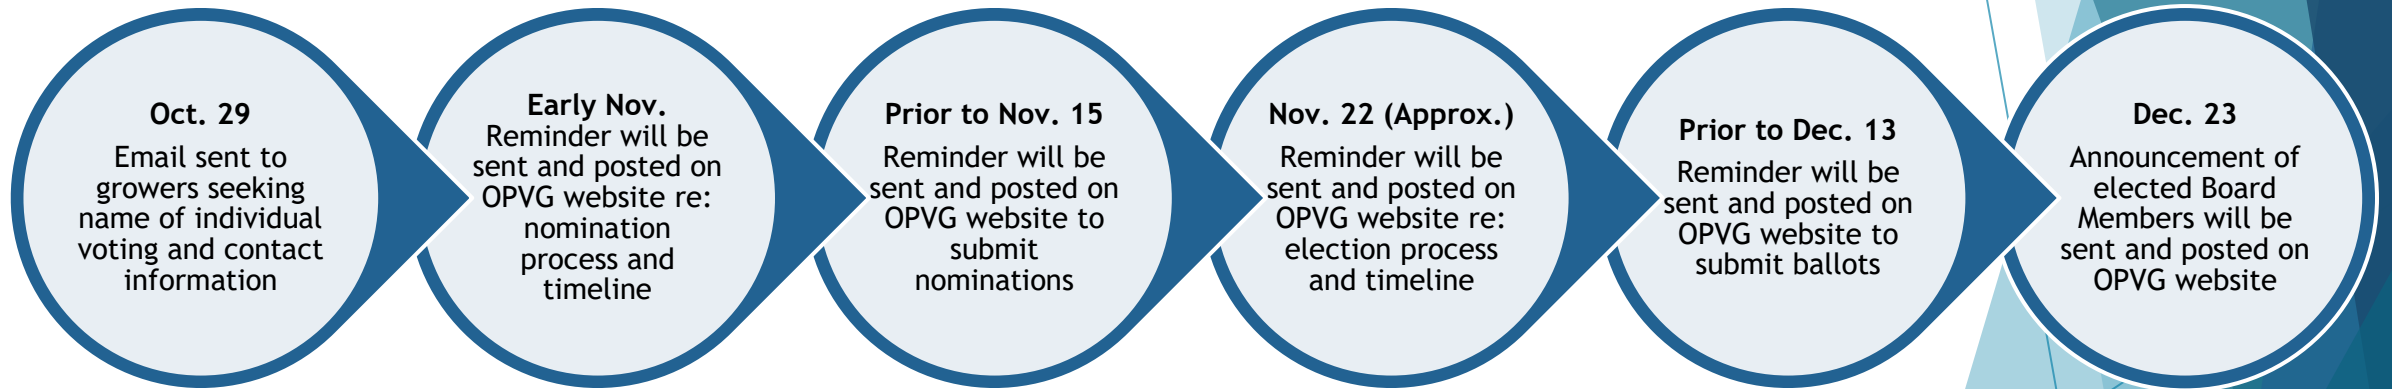 Oct. 29
Email sent to
growers seeking
name of individual
voting and contact
information
Early Nov.
Reminder will be
sent and posted on
OPVG website re:
nomination
process and
timeline
Prior to Nov. 15
Reminder will be
sent and posted on
OPVG website to
submit
nominations
Nov. 22 (Approx.)
Reminder will be
sent and posted on
OPVG website re:
election process
and timeline
Prior to Dec. 13
Reminder will be
sent and posted on
OPVG website to
submit ballots
Dec. 23
Announcement of
elected Board
Members will be
sent and posted on
OPVG website